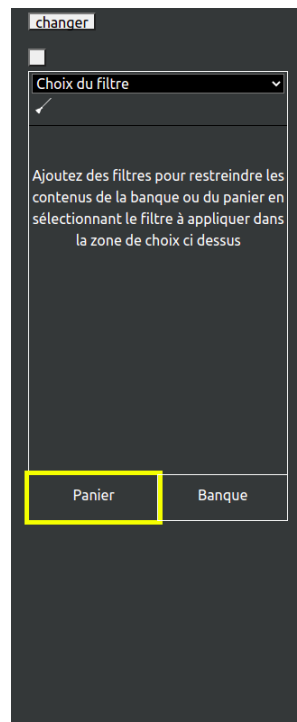 changer
Choix du filtre
Ajoutez des filtres pour restreindre les
contenus de la banque ou du panier en
sélectionnant le filtre à appliquer dans
la zone de choix ci dessus
Panier
Banque